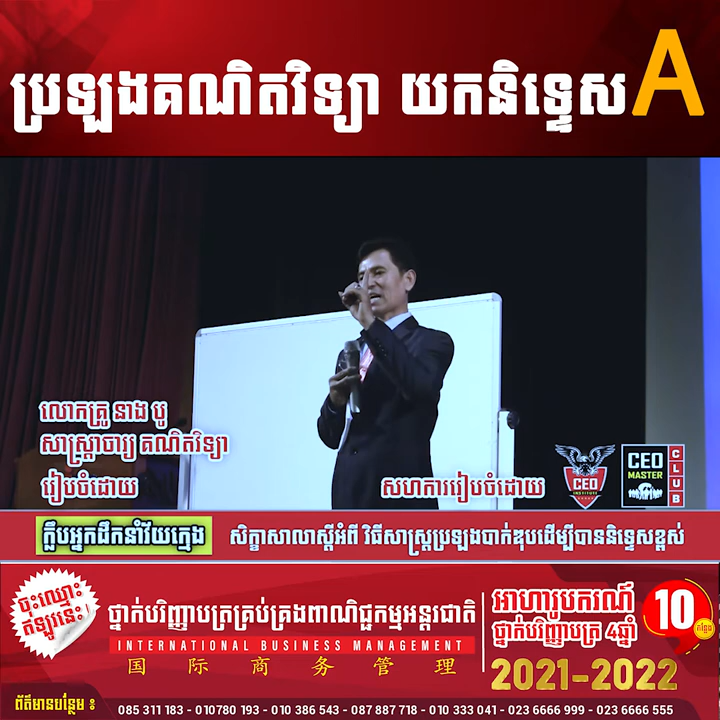 ប្រឡងគណិតវិទ្យា យកនិទ្ទេស A
លោកគ្រូ នាង បូ
សាស្រ្តាចារ្យ គណិតវិទ្យា
រៀបចំដោយ
សហការរៀបចំដោយ
CEO
INSTITUTE
CEO
MASTER
CLUB
ក្លឹបអ្នកដឹកនាំវ័យក្មេង
សិក្ខាសាលាស្តីអំពី វិធីសាស្រ្តប្រឡងបាក់ឌុបដើម្បីបាននិទ្ទេសខ្ពស់
ចុះឈ្មោះ
ឥឡូវនេះ!
ថ្នាក់បរិញ្ញាបត្រគ្រប់គ្រងពាណិជ្ជកម្មអន្តរជាតិ
INTERNATIONAL BUSINESS MANAGEMENT
国 际 商 务 管 理
អាហារូបករណ៍
ថ្នាក់បរិញ្ញាបត្រ 4ឆ្នាំ
10
កន្លែង
2021-2022
ព័ត៌មានបន្ថែម ៖
085 311 183 - 010780 193 - 010 386 543 - 087 887 718 - 010 333 041 - 023 6666 999 - 023 6666 555